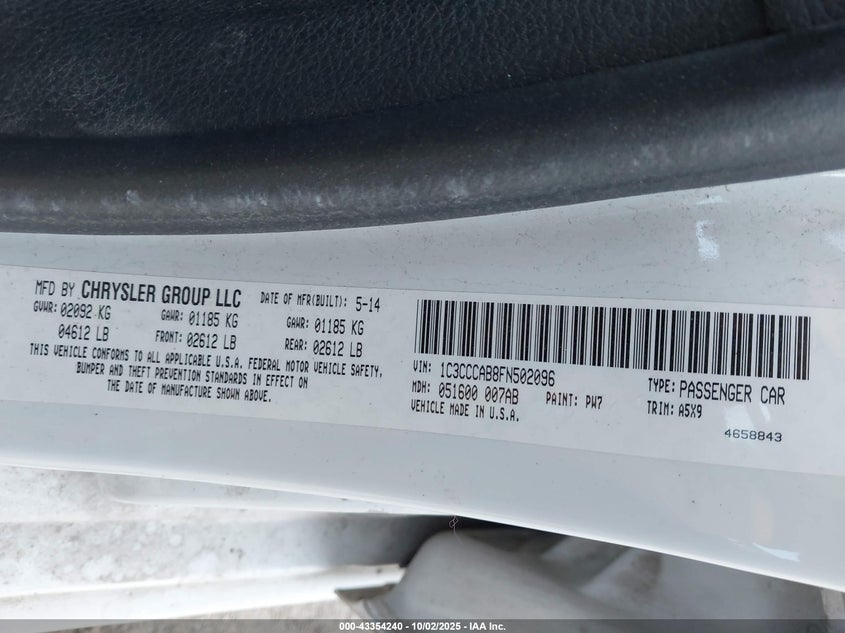 MFD BY CHRYSLER GROUP LLC DATE OF MFR(BUILT): 5-14
GVWR: 02092 KG GAWR: 01185 KG GAWR: 01185 KG
04612 LB FRONT: 02612 LB REAR: 02612 LB
THIS VEHICLE CONFORMS TO ALL APPLICABLE U.S.A. FEDERAL MOTOR VEHICLE SAFETY,
BUMPER AND THEFT PREVENTION STANDARDS IN EFFECT ON
THE DATE OF MANUFACTURE SHOWN ABOVE.
VIN: 1C3CCCAB8FN502096 TYPE: PASSENGER CAR
MDH: 051600 007AB PAINT: PW7 TRIM: A5X9
VEHICLE MADE IN U.S.A.
4658843
000-43354240 - 10/02/2025 - IAA Inc.